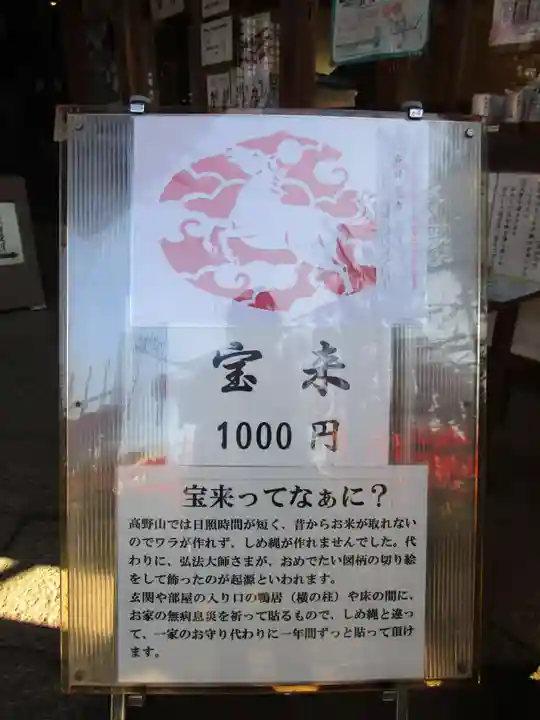 宝来
1000円
宝来ってなぁに？
高野山では日照時間が短く、昔からお米が取れない
のでワラが作れず、しめ縄が作れませんでした。代
わりに、弘法大師さまが、おめでたい図柄の切り絵
をして飾ったのが起源といわれます。
玄関や部屋の入り口の鴨居（横の柱）や床の間に、
お家の無病息災を祈って貼るもので、しめ縄と違っ
て、一家のお守り代わりに一年間ずっと貼って頂け
ます。